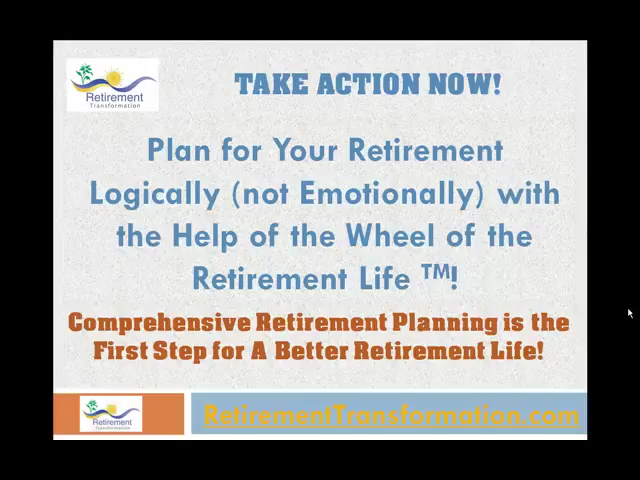 Retirement
Transformation
TAKE ACTION NOW!
Plan for Your Retirement
Logically (not Emotionally) with
the Help of the Wheel of the
Retirement Life ™!
Comprehensive Retirement Planning is the
First Step for A Better Retirement Life!
Retirement
Transformation
RetirementTransformation.com